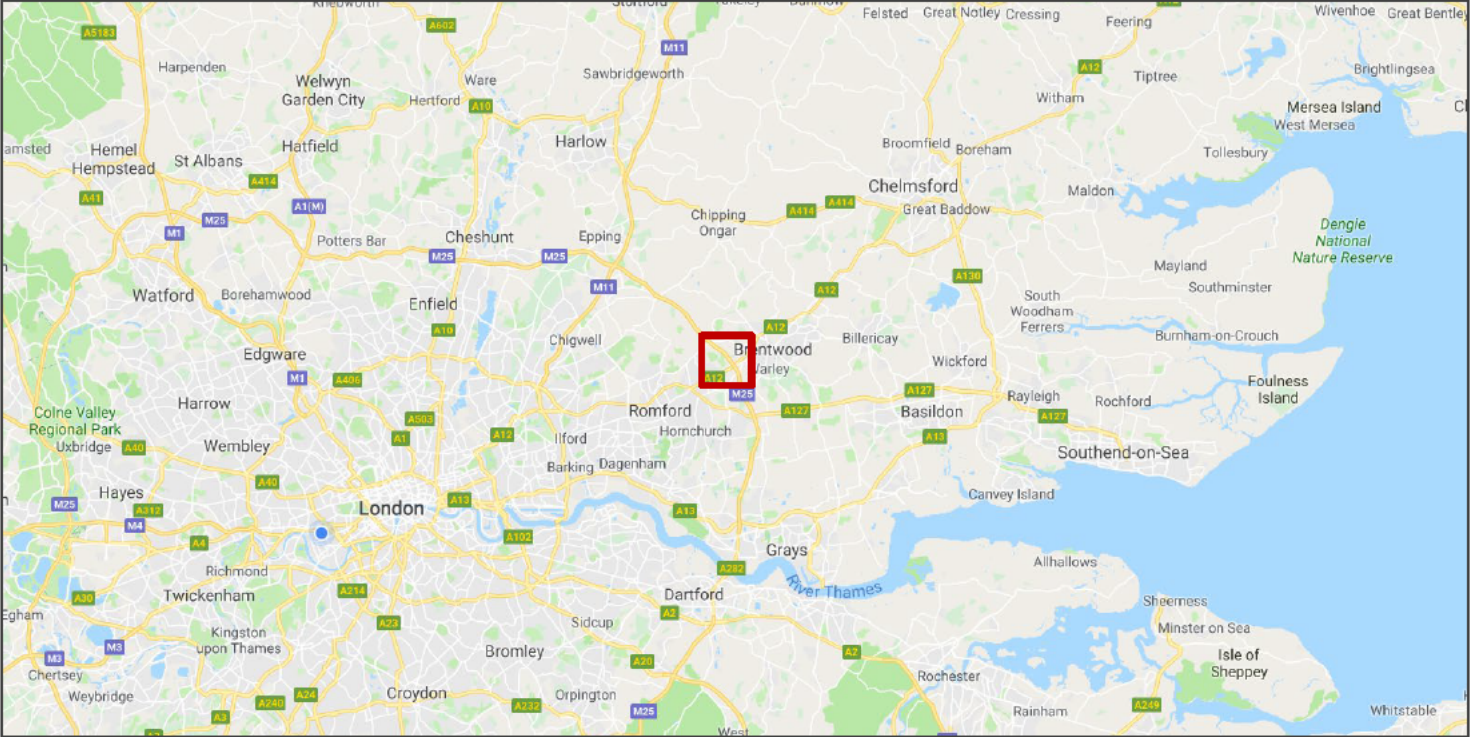 Knebworth
Stortford
Felsted
Great Notley
Cressing
Wivenhoe
Great Bentley
A5183
A602
M11
Feering
A12
Harpenden
Welwyn
Garden City
Ware
Sawbridgeworth
Tiptree
Brightlingsea
Hertford
A10
Witham
Mersea Island
West Mersea
amsted
Hemel
Hempstead
St Albans
Hatfield
Harlow
Broomfield
Boreham
Tollesbury
A41
A414
A1(M)
Chelmsford
Maldon
M25
M1
Chipping
Ongar
A414
A414
Great Baddow
Potters Bar
Cheshunt
Epping
Dengie
National
Nature Reserve
M25
M25
M11
A130
Mayland
Southminster
Watford
Borehamwood
Enfield
A12
South
Woodham
Ferrers
A10
Chigwell
A12
Brentwood
Billericay
Burnham-on-Crouch
Edgware
M1
A406
A12
Warley
M25
Wickford
A127
Foulness
Island
Harrow
Colne Valley
Regional Park
Uxbridge
A503
A1
A12
Romford
Hornchurch
A127
Basildon
Rayleigh
A127
Rochford
A40
Wembley
Ilford
A13
Southend-on-Sea
A40
Barking
Dagenham
Hayes
M25
A312
M4
London
A13
A13
Canvey Island
A4
A102
Grays
Richmond
A282
River Thames
Allhallows
Twickenham
A214
Dartford
A30
Egham
A23
A2
Sheerness
Kingston
upon Thames
Sidcup
Minster on Sea
M3
M3
Chertsey
Bromley
A20
A2
Isle of
Sheppey
Rochester
Weybridge
A240
A24
Croydon
A232
Orpington
M25
A3
Rainham
A249
Whitstable
West